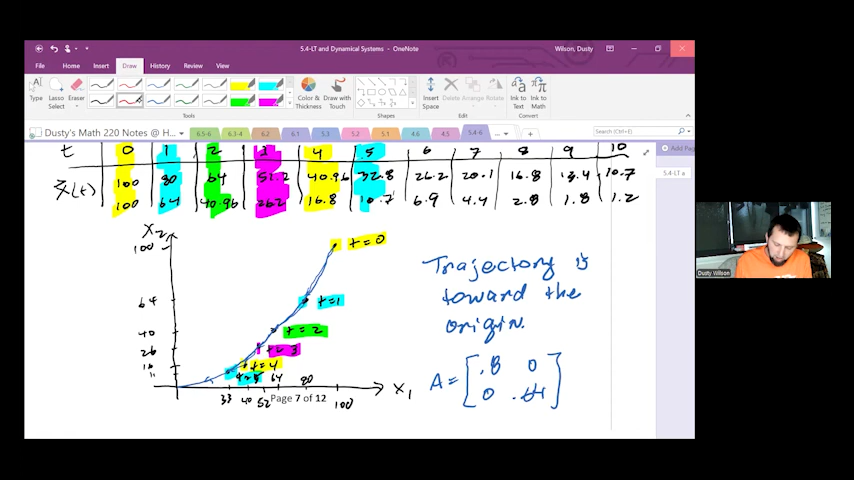 5.4-LT and Dynamical Systems - OneNote
Wilson, Dusty
File Home Insert Draw History Review View
Type Lasso Select Eraser
Color & Thickness Draw with Touch
Insert Space Delete Arrange Rotate
Ink to Text Ink to Math
Tools Shapes Edit Convert
Dusty's Math 220 Notes @ H... 6.5-6 6.3-4 6.2 6.1 5.3 5.2 5.1 4.6 4.5 5.4-6 ...
Search (Ctrl+E)
Add Pag
5.4-LT a
t 0 1 2 3 4 5 6 7 8 9 10
x(t) 100 80 64 51.2 40.96 32.8 26.2 20.1 16.8 13.4 10.7
100 64 40.96 26.2 16.8 10.7 6.9 4.4 2.8 1.8 1.2
x2
100
t=0
64
t=1
40
t=2
26
t=3
16
t=4
11
t=5
x1
33 40 52 64 80 100
Page 7 of 12
Trajectory is
toward the
origin.
A = [.8 0
0 .64]
Dusty Wilson